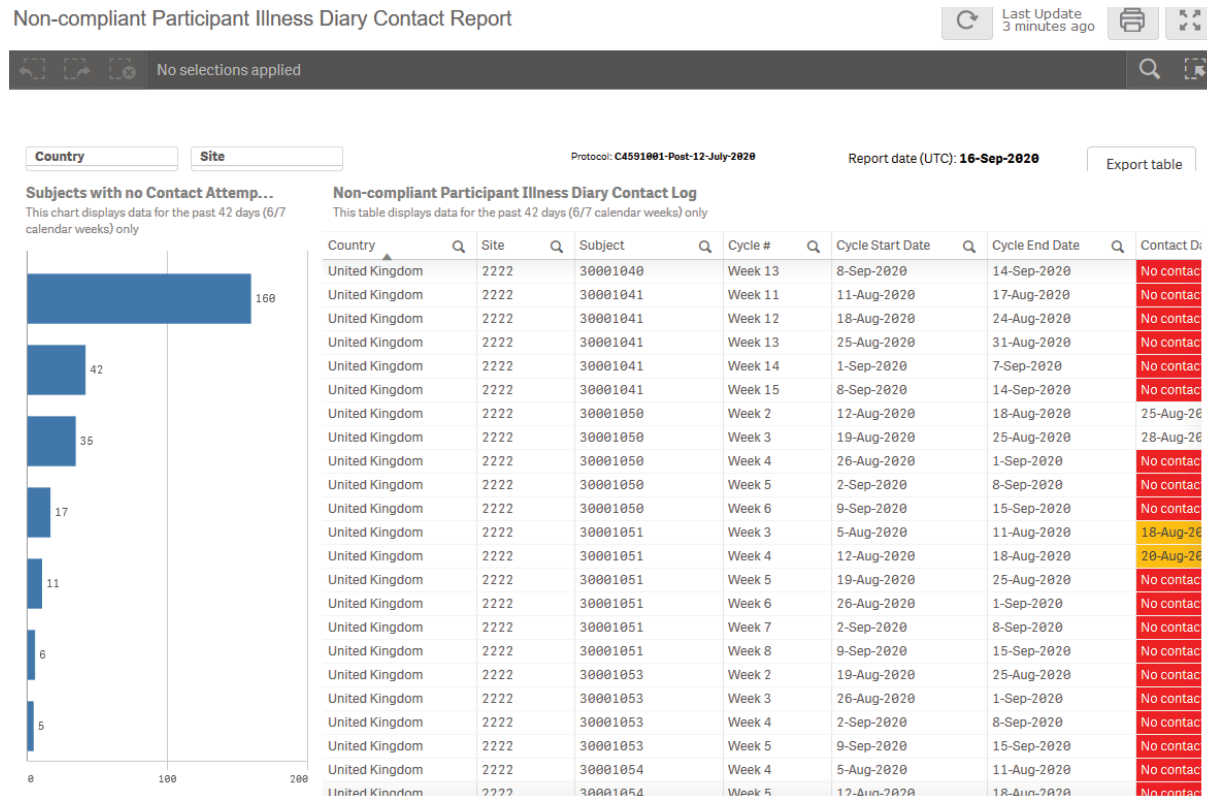 Non-compliant Participant Illness Diary Contact Report
Last Update
3 minutes ago
No selections applied
Country
Site
Protocol: C4591001-Post-12-July-2020
Report date (UTC): 16-Sep-2020
Export table
Subjects with no Contact Attemp...
This chart displays data for the past 42 days (6/7
calendar weeks) only
160
42
35
17
11
6
5
0 100 200
Non-compliant Participant Illness Diary Contact Log
This table displays data for the past 42 days (6/7 calendar weeks) only
Country Site Subject Cycle # Cycle Start Date Cycle End Date Contact Da
United Kingdom 2222 30001040 Week 13 8-Sep-2020 14-Sep-2020 No contac
United Kingdom 2222 30001041 Week 11 11-Aug-2020 17-Aug-2020 No contac
United Kingdom 2222 30001041 Week 12 18-Aug-2020 24-Aug-2020 No contac
United Kingdom 2222 30001041 Week 13 25-Aug-2020 31-Aug-2020 No contac
United Kingdom 2222 30001041 Week 14 1-Sep-2020 7-Sep-2020 No contac
United Kingdom 2222 30001041 Week 15 8-Sep-2020 14-Sep-2020 No contac
United Kingdom 2222 30001050 Week 2 12-Aug-2020 18-Aug-2020 25-Aug-20
United Kingdom 2222 30001050 Week 3 19-Aug-2020 25-Aug-2020 28-Aug-20
United Kingdom 2222 30001050 Week 4 26-Aug-2020 1-Sep-2020 No contac
United Kingdom 2222 30001050 Week 5 2-Sep-2020 8-Sep-2020 No contac
United Kingdom 2222 30001050 Week 6 9-Sep-2020 15-Sep-2020 No contac
United Kingdom 2222 30001051 Week 3 5-Aug-2020 11-Aug-2020 18-Aug-20
United Kingdom 2222 30001051 Week 4 12-Aug-2020 18-Aug-2020 20-Aug-20
United Kingdom 2222 30001051 Week 5 19-Aug-2020 25-Aug-2020 No contac
United Kingdom 2222 30001051 Week 6 26-Aug-2020 1-Sep-2020 No contac
United Kingdom 2222 30001051 Week 7 2-Sep-2020 8-Sep-2020 No contac
United Kingdom 2222 30001051 Week 8 9-Sep-2020 15-Sep-2020 No contac
United Kingdom 2222 30001053 Week 2 19-Aug-2020 25-Aug-2020 No contac
United Kingdom 2222 30001053 Week 3 26-Aug-2020 1-Sep-2020 No contac
United Kingdom 2222 30001053 Week 4 2-Sep-2020 8-Sep-2020 No contac
United Kingdom 2222 30001053 Week 5 9-Sep-2020 15-Sep-2020 No contac
United Kingdom 2222 30001054 Week 4 5-Aug-2020 11-Aug-2020 No contac
United Kingdom 2222 30001054 Week 5 12-Aug-2020 18-Aug-2020 No contac